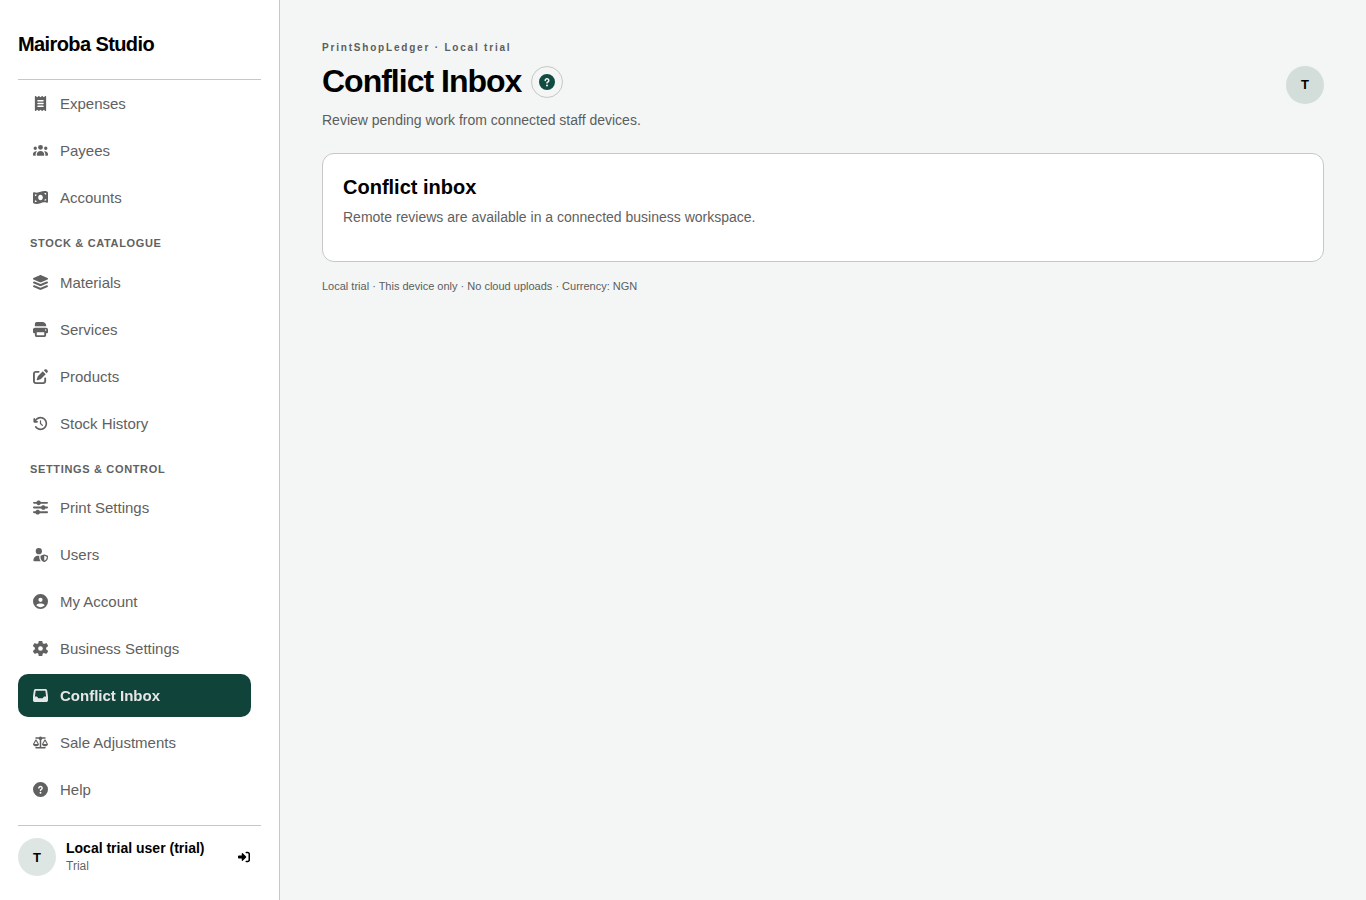 Mairoba Studio
Expenses
Payees
Accounts
STOCK & CATALOGUE
Materials
Services
Products
Stock History
SETTINGS & CONTROL
Print Settings
Users
My Account
Business Settings
Conflict Inbox
Sale Adjustments
Help
T
Local trial user (trial)
Trial
PrintShopLedger · Local trial
Conflict Inbox
?
T
Review pending work from connected staff devices.
Conflict inbox
Remote reviews are available in a connected business workspace.
Local trial · This device only · No cloud uploads · Currency: NGN